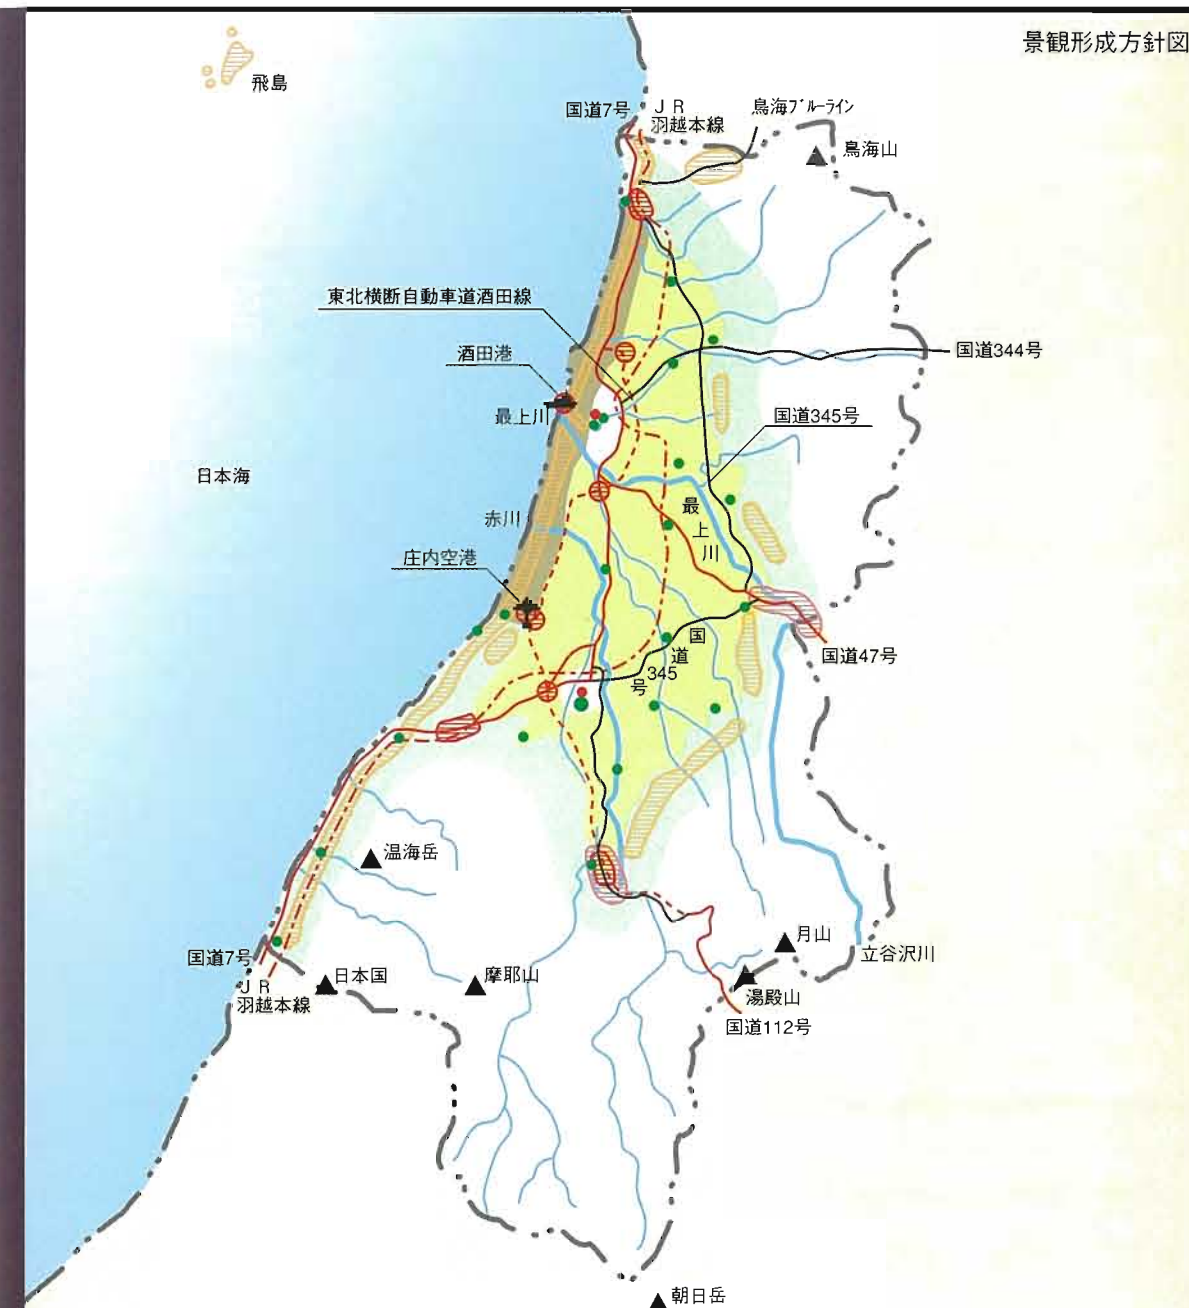 景観形成方針図
飛島
国道7号
ＪＲ
羽越本線
鳥海ﾌﾞﾙｰﾗｲﾝ
鳥海山
東北横断自動車道酒田線
酒田港
国道344号
最上川
国道345号
日本海
赤川
最上川
庄内空港
国道345号
国道47号
温海岳
月山
国道7号
立谷沢川
日本国
摩耶山
ＪＲ
羽越本線
湯殿山
国道112号
朝日岳